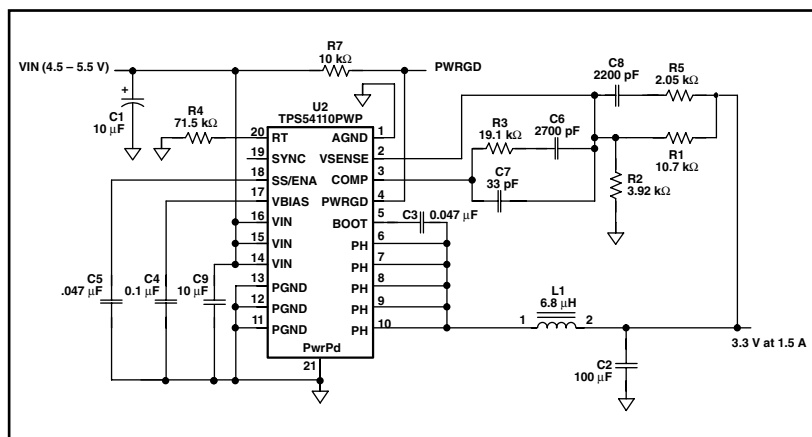 VIN (4.5 – 5.5 V)
R7
10 kΩ
PWRGD
C8
2200 pF
R5
2.05 kΩ
+
C1
10 µF
R4
71.5 kΩ
U2
TPS54110PWP
R3
19.1 kΩ
C6
2700 pF
R1
10.7 kΩ
C7
33 pF
R2
3.92 kΩ
20 RT AGND 1
19 SYNC VSENSE 2
18 SS/ENA COMP 3
17 VBIAS PWRGD 4
16 VIN BOOT 5
15 VIN PH 6
14 VIN PH 7
13 PGND PH 8
12 PGND PH 9
11 PGND PH 10
PwrPd
21
C3 0.047 µF
C5
.047 µF
C4
0.1 µF
C9
10 µF
L1
6.8 µH
1 2
3.3 V at 1.5 A
C2
100 µF